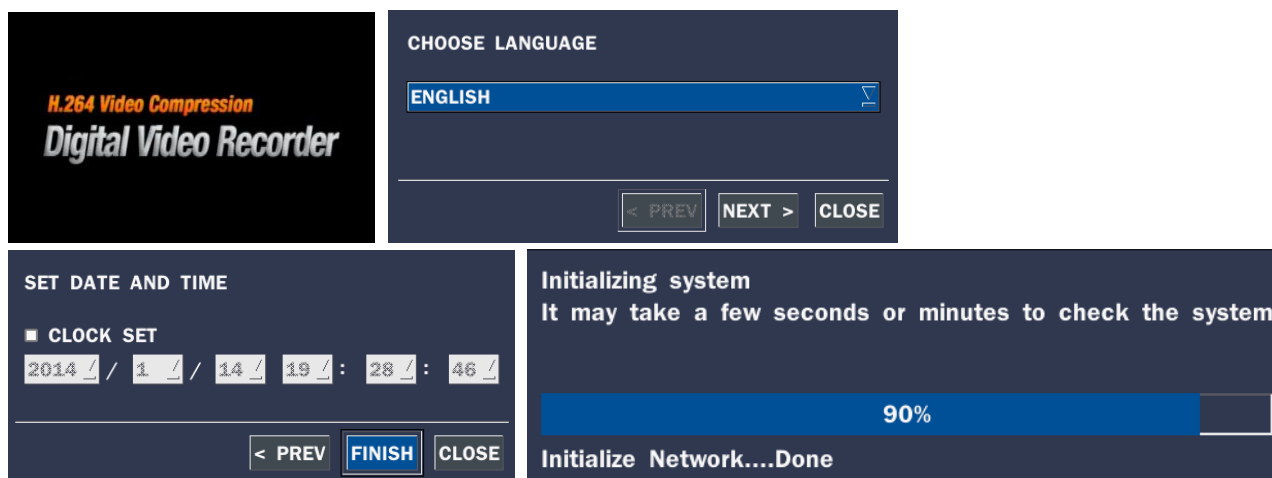 H.264 Video Compression
Digital Video Recorder
CHOOSE LANGUAGE
ENGLISH
< PREV NEXT > CLOSE
SET DATE AND TIME
CLOCK SET
2014 / 1 / 14 19 : 28 : 46
< PREV FINISH CLOSE
Initializing system
It may take a few seconds or minutes to check the system
90%
Initialize Network....Done